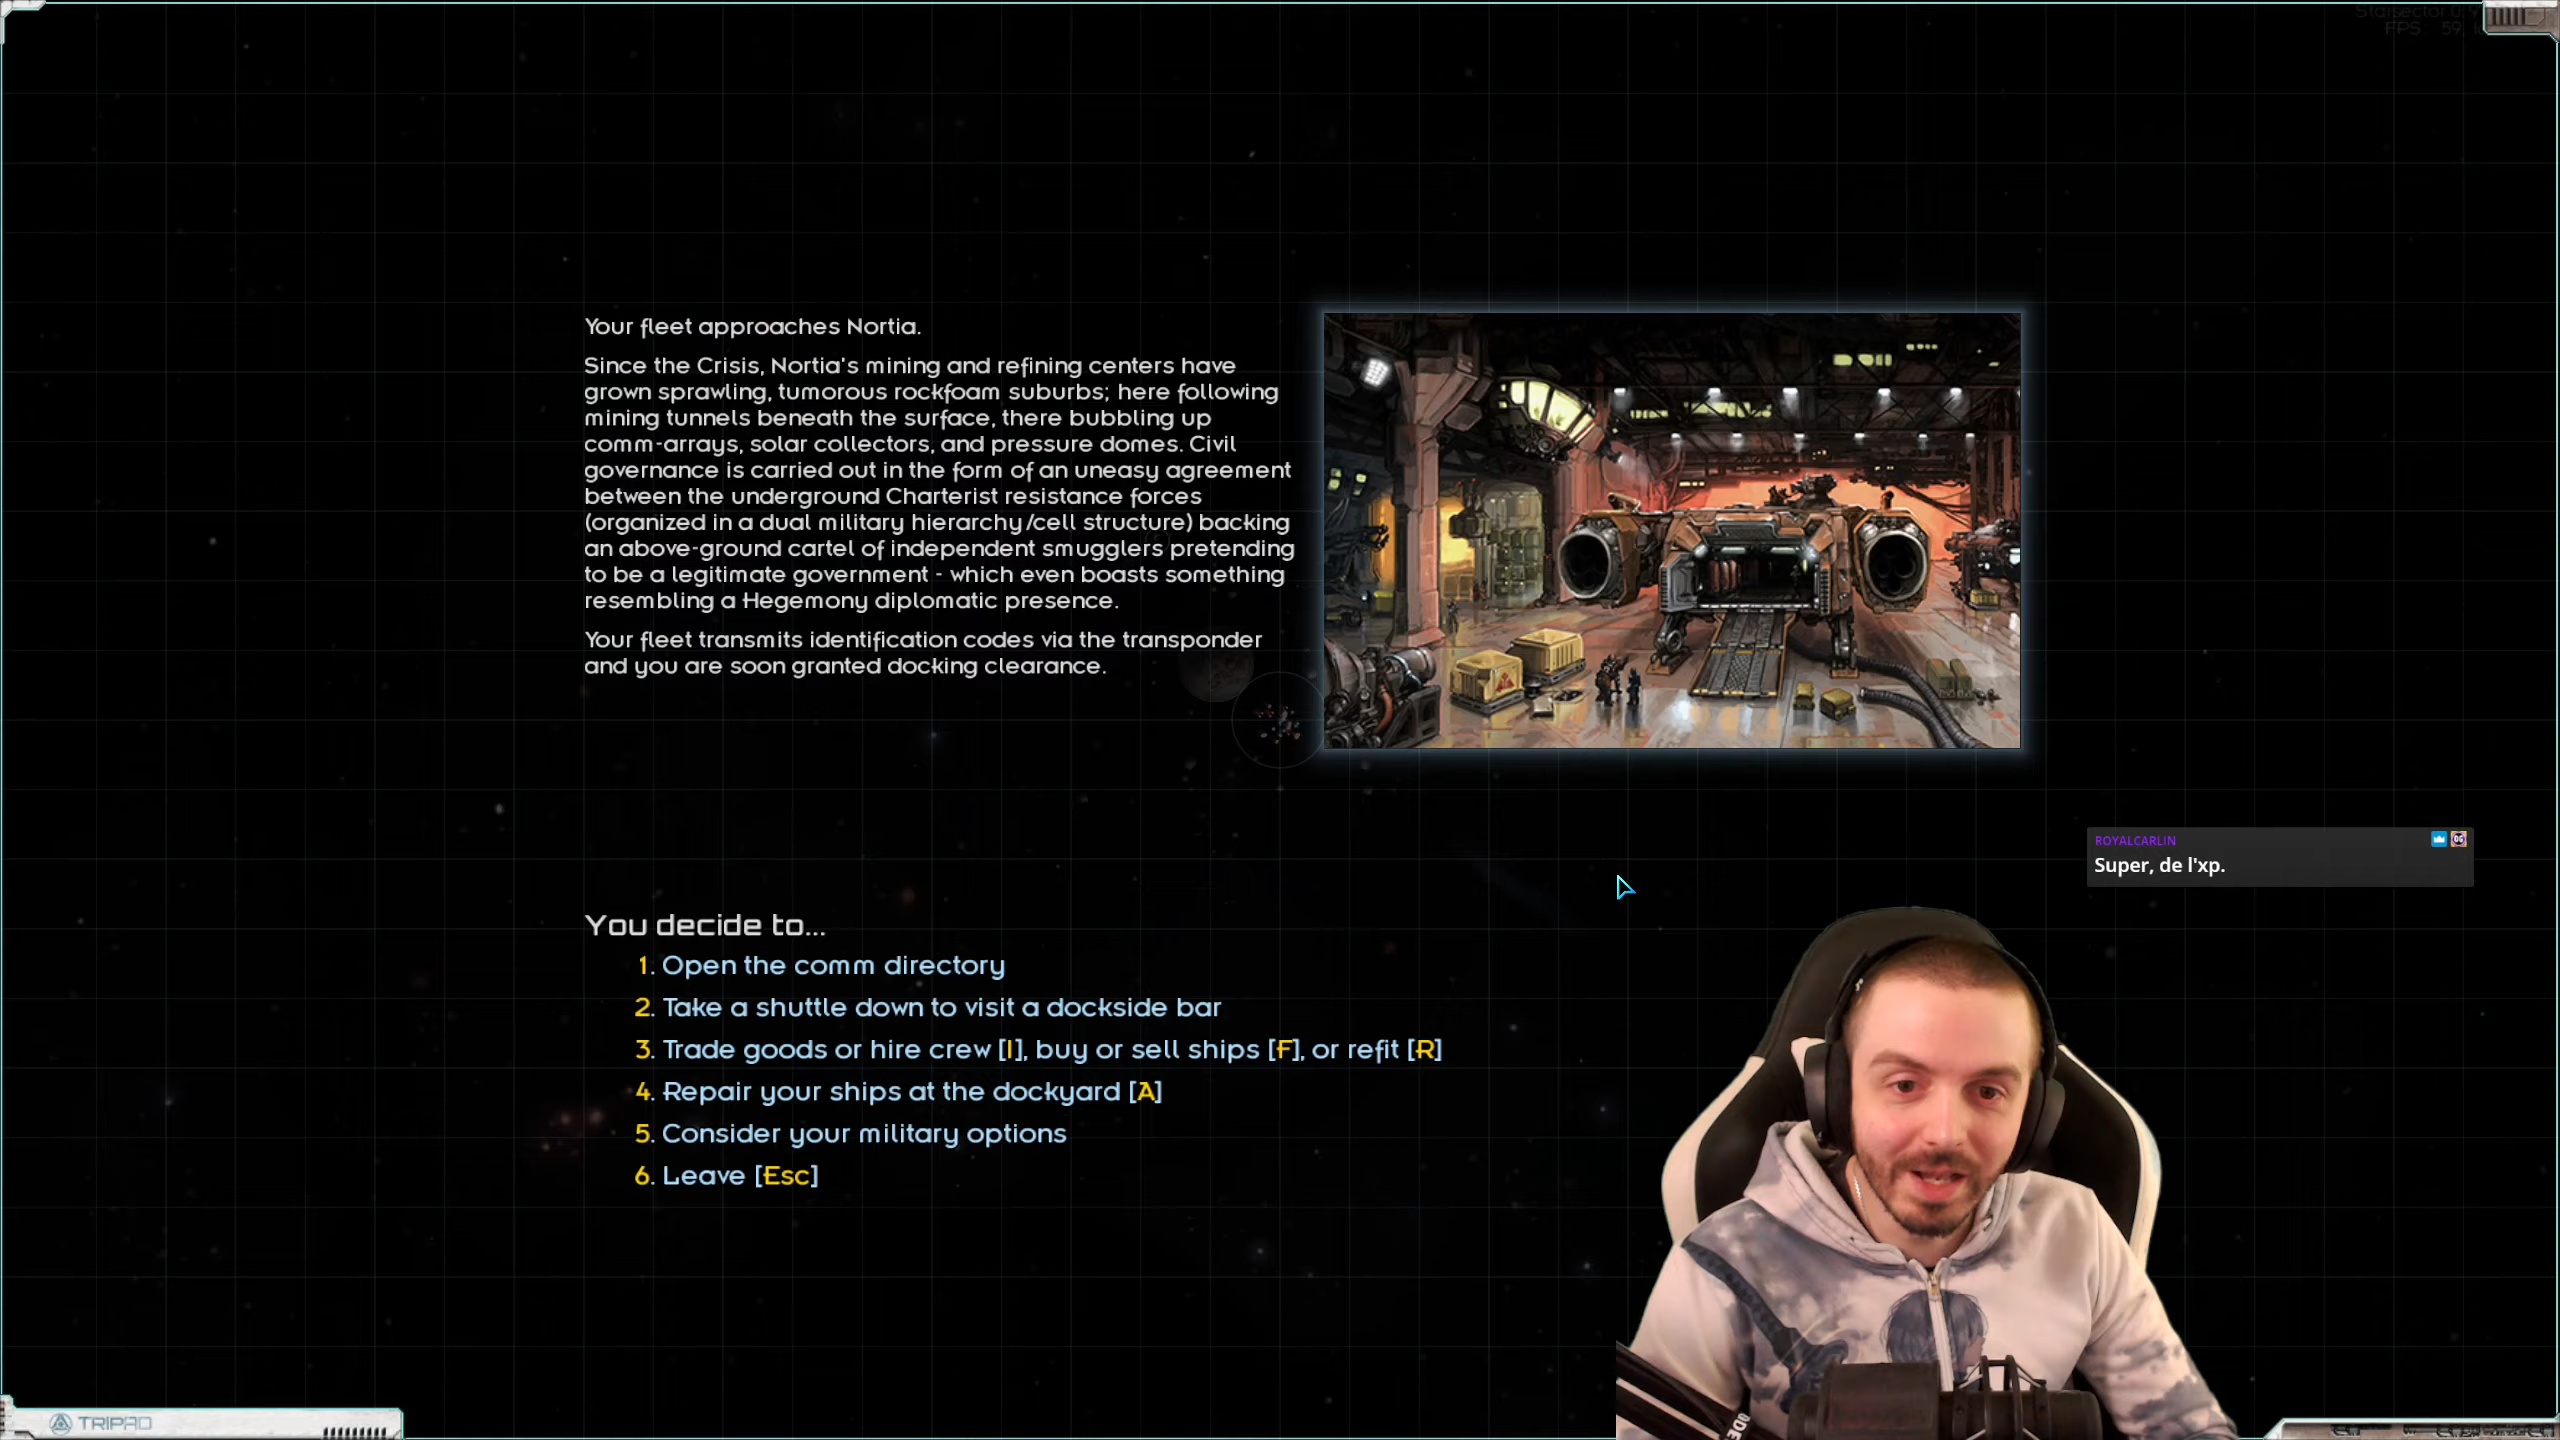 Starsector 0.9
FPS: 59,
Your fleet approaches Nortia.
Since the Crisis, Nortia's mining and refining centers have
grown sprawling, tumorous rockfoam suburbs; here following
mining tunnels beneath the surface, there bubbling up
comm-arrays, solar collectors, and pressure domes. Civil
governance is carried out in the form of an uneasy agreement
between the underground Charterist resistance forces
(organized in a dual military hierarchy/cell structure) backing
an above-ground cartel of independent smugglers pretending
to be a legitimate government - which even boasts something
resembling a Hegemony diplomatic presence.
Your fleet transmits identification codes via the transponder
and you are soon granted docking clearance.
ROYALCARLIN
OG
Super, de l'xp.
You decide to...
1. Open the comm directory
2. Take a shuttle down to visit a dockside bar
3. Trade goods or hire crew [I], buy or sell ships [F], or refit [R]
4. Repair your ships at the dockyard [A]
5. Consider your military options
6. Leave [Esc]
TRIPAD